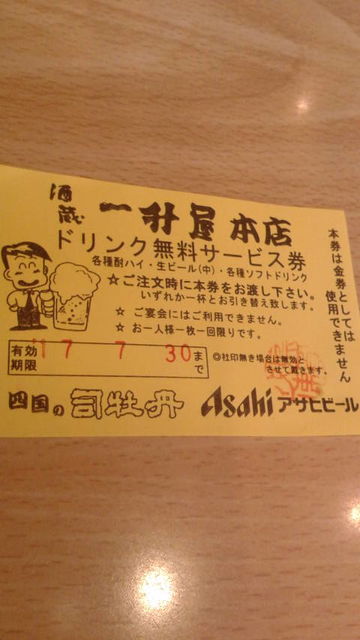 酒蔵 一升屋 本店
ドリンク無料サービス券
各種酎ハイ・生ビール(中)・各種ソフトドリンク
☆ご注文時に本券をお渡し下さい。
いずれか一杯とお引き替え致します。
☆ ご宴会にはご利用できません。
☆ お一人様一枚一回限りです。
有効期限 '17 7 30まで
◎社印無き場合は無効とさせて戴きます。
四国の 司牡丹 Asahi アサヒビール
本券は金券としては使用できません